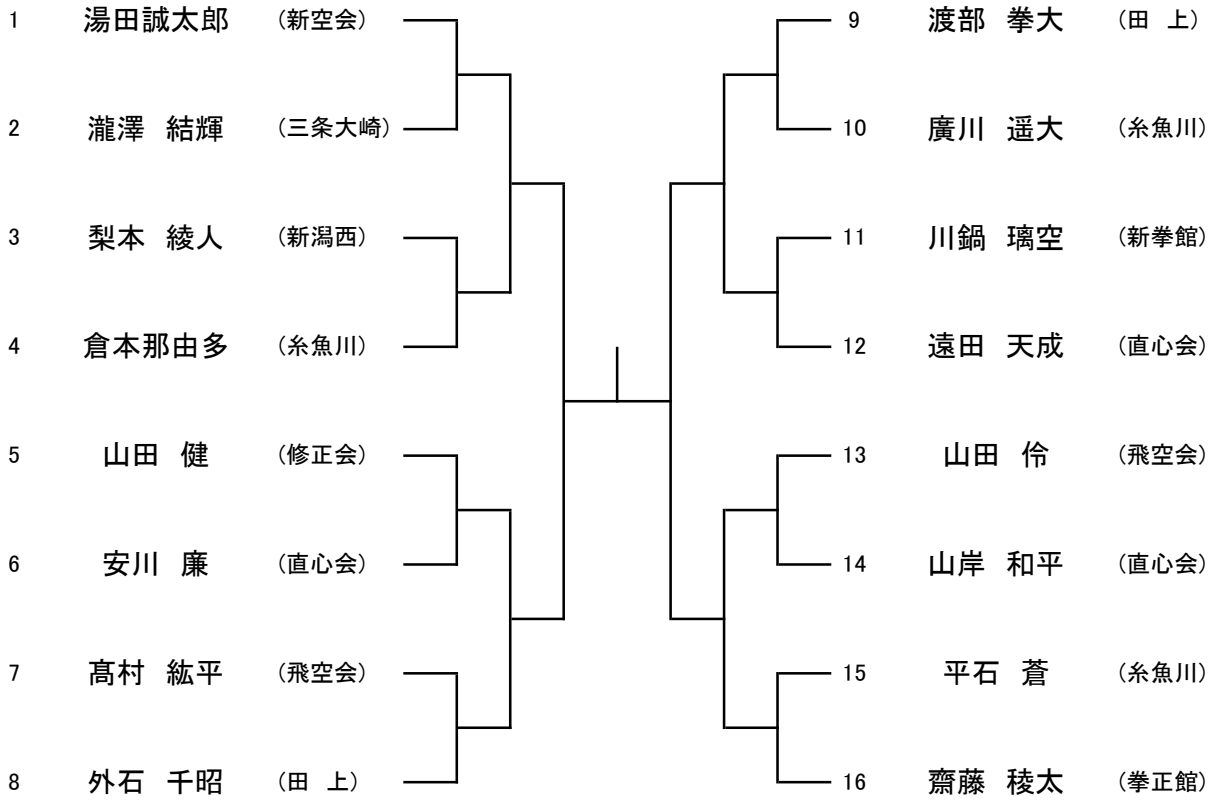 1 湯田誠太郎 （新空会）
2 瀧澤 結輝 （三条大崎）
3 梨本 綾人 （新潟西）
4 倉本那由多 （糸魚川）
5 山田 健 （修正会）
6 安川 廉 （直心会）
7 髙村 紘平 （飛空会）
8 外石 千昭 （田 上）
9 渡部 拳大 （田 上）
10 廣川 遥大 （糸魚川）
11 川鍋 璃空 （新拳館）
12 遠田 天成 （直心会）
13 山田 伶 （飛空会）
14 山岸 和平 （直心会）
15 平石 蒼 （糸魚川）
16 齋藤 稜太 （拳正館）